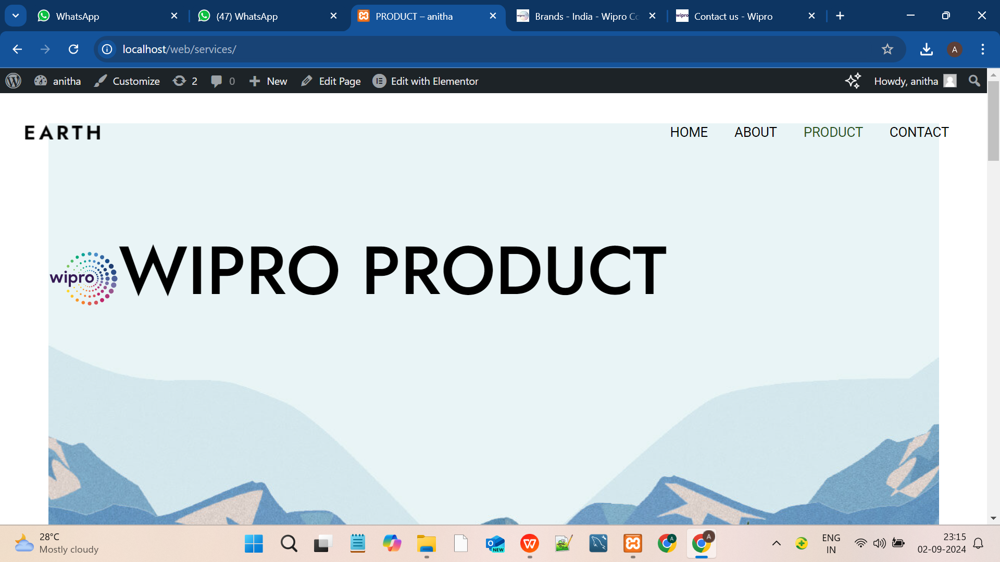 WhatsApp
(47) WhatsApp
PRODUCT – anitha
Brands - India - Wipro Co
Contact us - Wipro
localhost/web/services/
anitha
Customize
2
0
New
Edit Page
Edit with Elementor
Howdy, anitha
EARTH
HOME
ABOUT
PRODUCT
CONTACT
wipro
WIPRO PRODUCT
28°C
Mostly cloudy
ENG
IN
23:15
02-09-2024